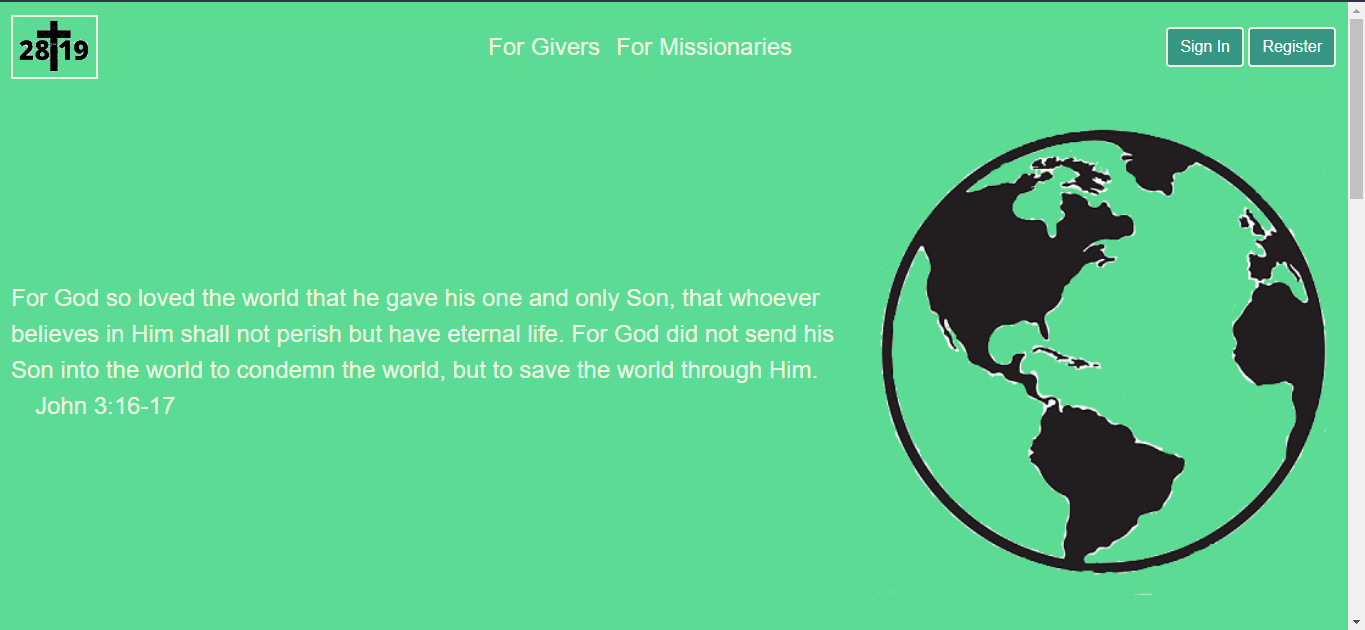 28 19
For Givers For Missionaries
Sign In Register
For God so loved the world that he gave his one and only Son, that whoever
believes in Him shall not perish but have eternal life. For God did not send his
Son into the world to condemn the world, but to save the world through Him.
John 3:16-17